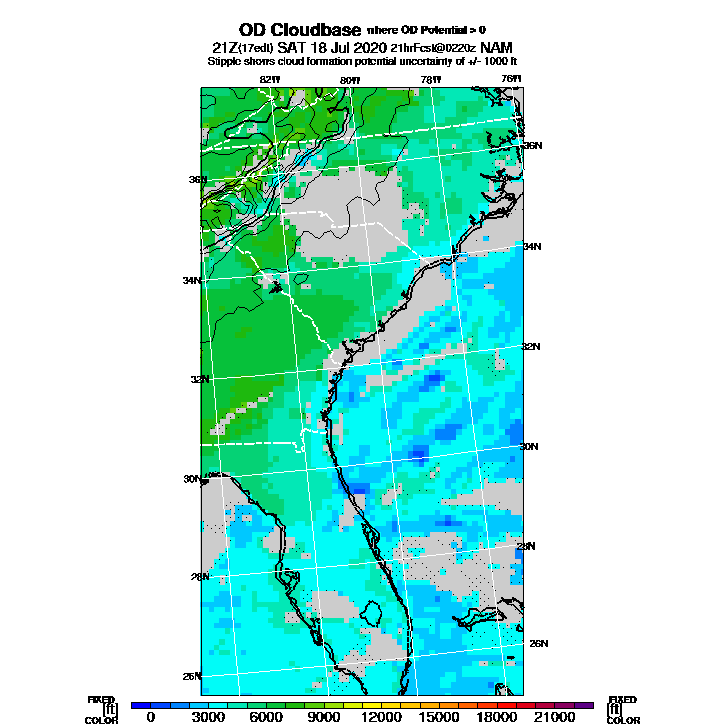 OD Cloudbase where OD Potential > 0
21Z(17edt) SAT 18 Jul 2020 21hrFcst@0220z NAM
Stipple shows cloud formation potential uncertainty of +/- 1000 ft
82W 80W 78W 76W
36N
36N
34N
34N
32N
32N
30N
30N
28N
28N
26N
26N
FIXED FIXED
[ft] [ft]
COLOR 0 3000 6000 9000 12000 15000 18000 21000 COLOR